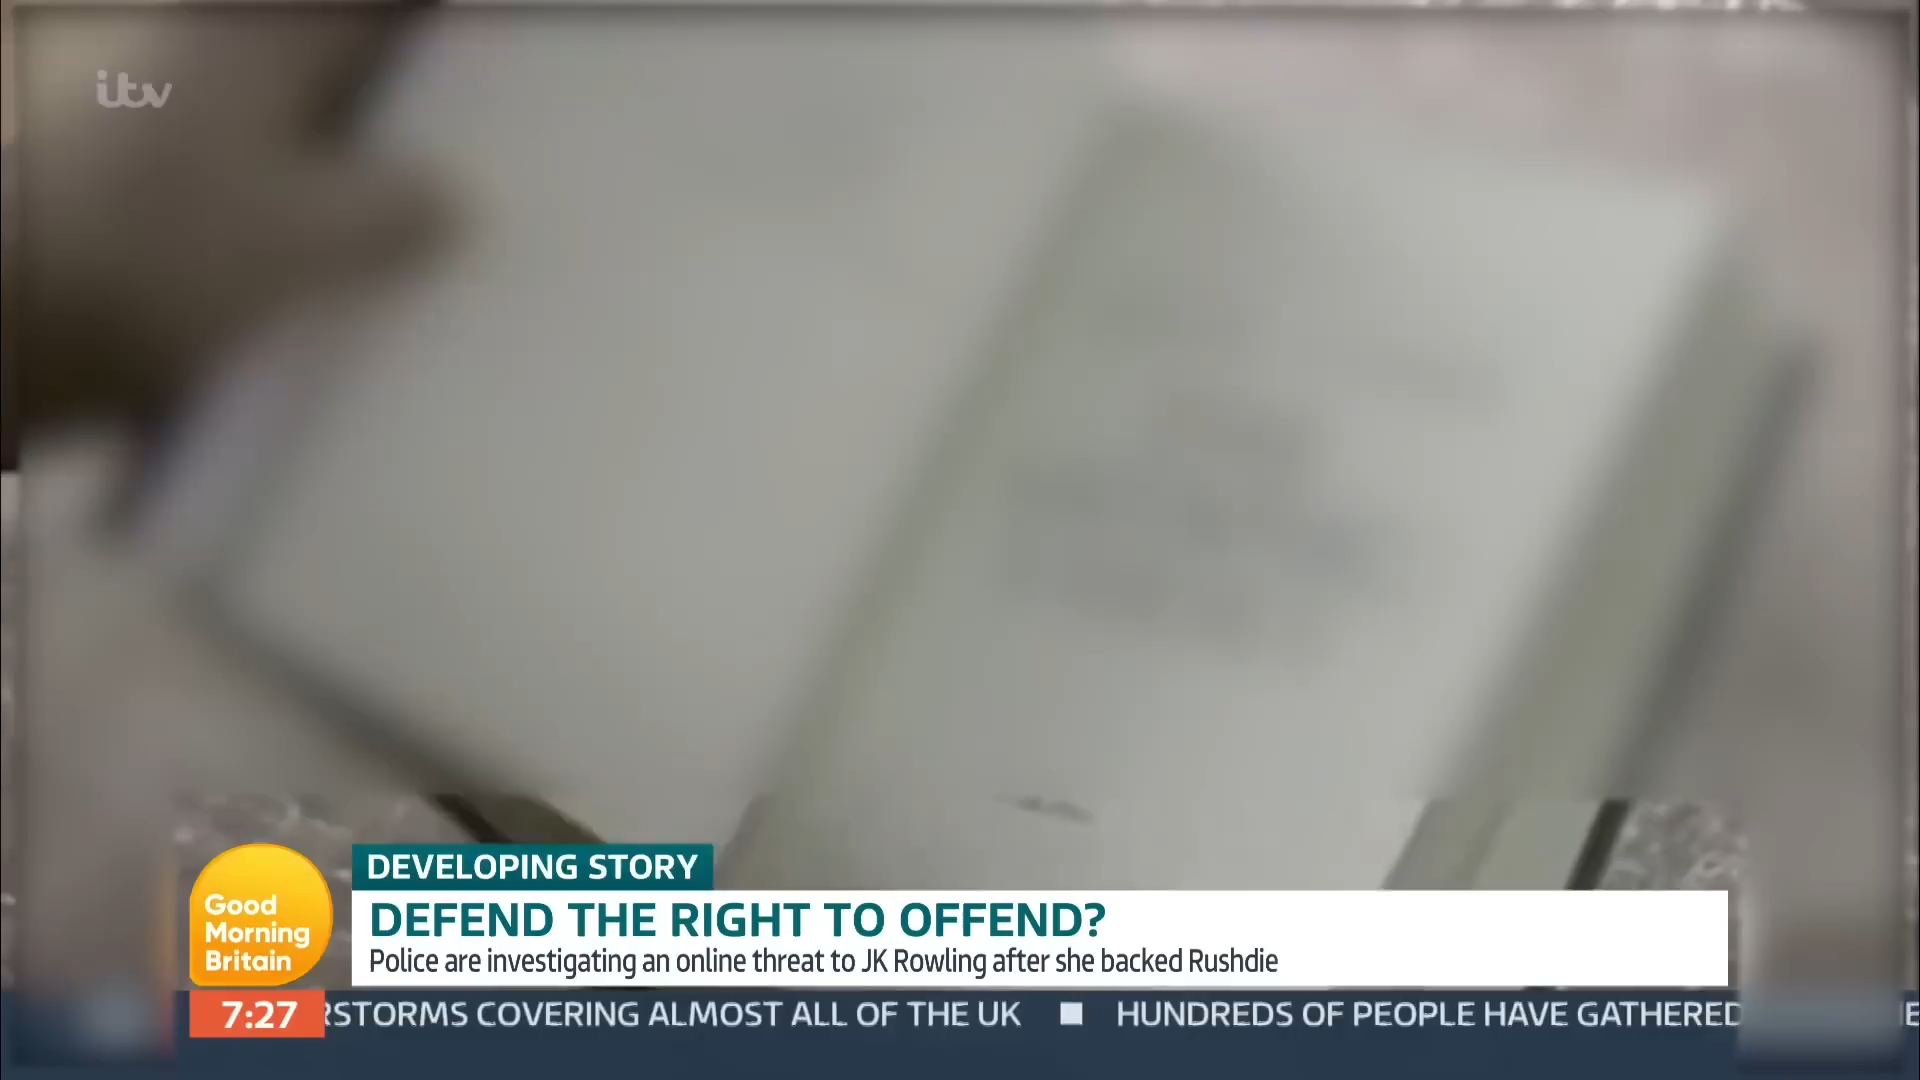 itv
DEVELOPING STORY
DEFEND THE RIGHT TO OFFEND?
Good
Morning
Britain
Police are investigating an online threat to JK Rowling after she backed Rushdie
7:27
RSTORMS COVERING ALMOST ALL OF THE UK ■ HUNDREDS OF PEOPLE HAVE GATHERED